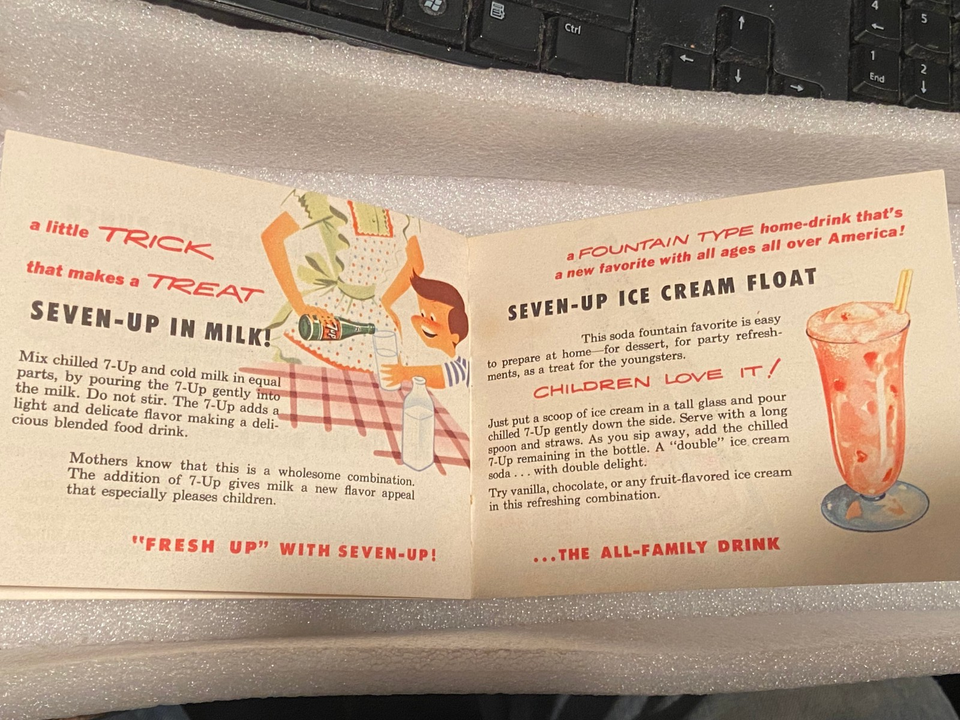 Ctrl
4
5
1
End
2
a little TRICK
that makes a TREAT
SEVEN-UP IN MILK!
Mix chilled 7-Up and cold milk in equal
parts, by pouring the 7-Up gently into
the milk. Do not stir. The 7-Up adds a
light and delicate flavor making a deli-
cious blended food drink.
Mothers know that this is a wholesome combination.
The addition of 7-Up gives milk a new flavor appeal
that especially pleases children.
"FRESH UP" WITH SEVEN-UP!
7up
a FOUNTAIN TYPE home-drink that's
a new favorite with all ages all over America!
SEVEN-UP ICE CREAM FLOAT
This soda fountain favorite is easy
to prepare at home—for dessert, for party refresh-
ments, as a treat for the youngsters.
CHILDREN LOVE IT!
Just put a scoop of ice cream in a tall glass and pour
chilled 7-Up gently down the side. Serve with a long
spoon and straws. As you sip away, add the chilled
7-Up remaining in the bottle. A "double" ice cream
soda . . . with double delight.
Try vanilla, chocolate, or any fruit-flavored ice cream
in this refreshing combination.
...THE ALL-FAMILY DRINK